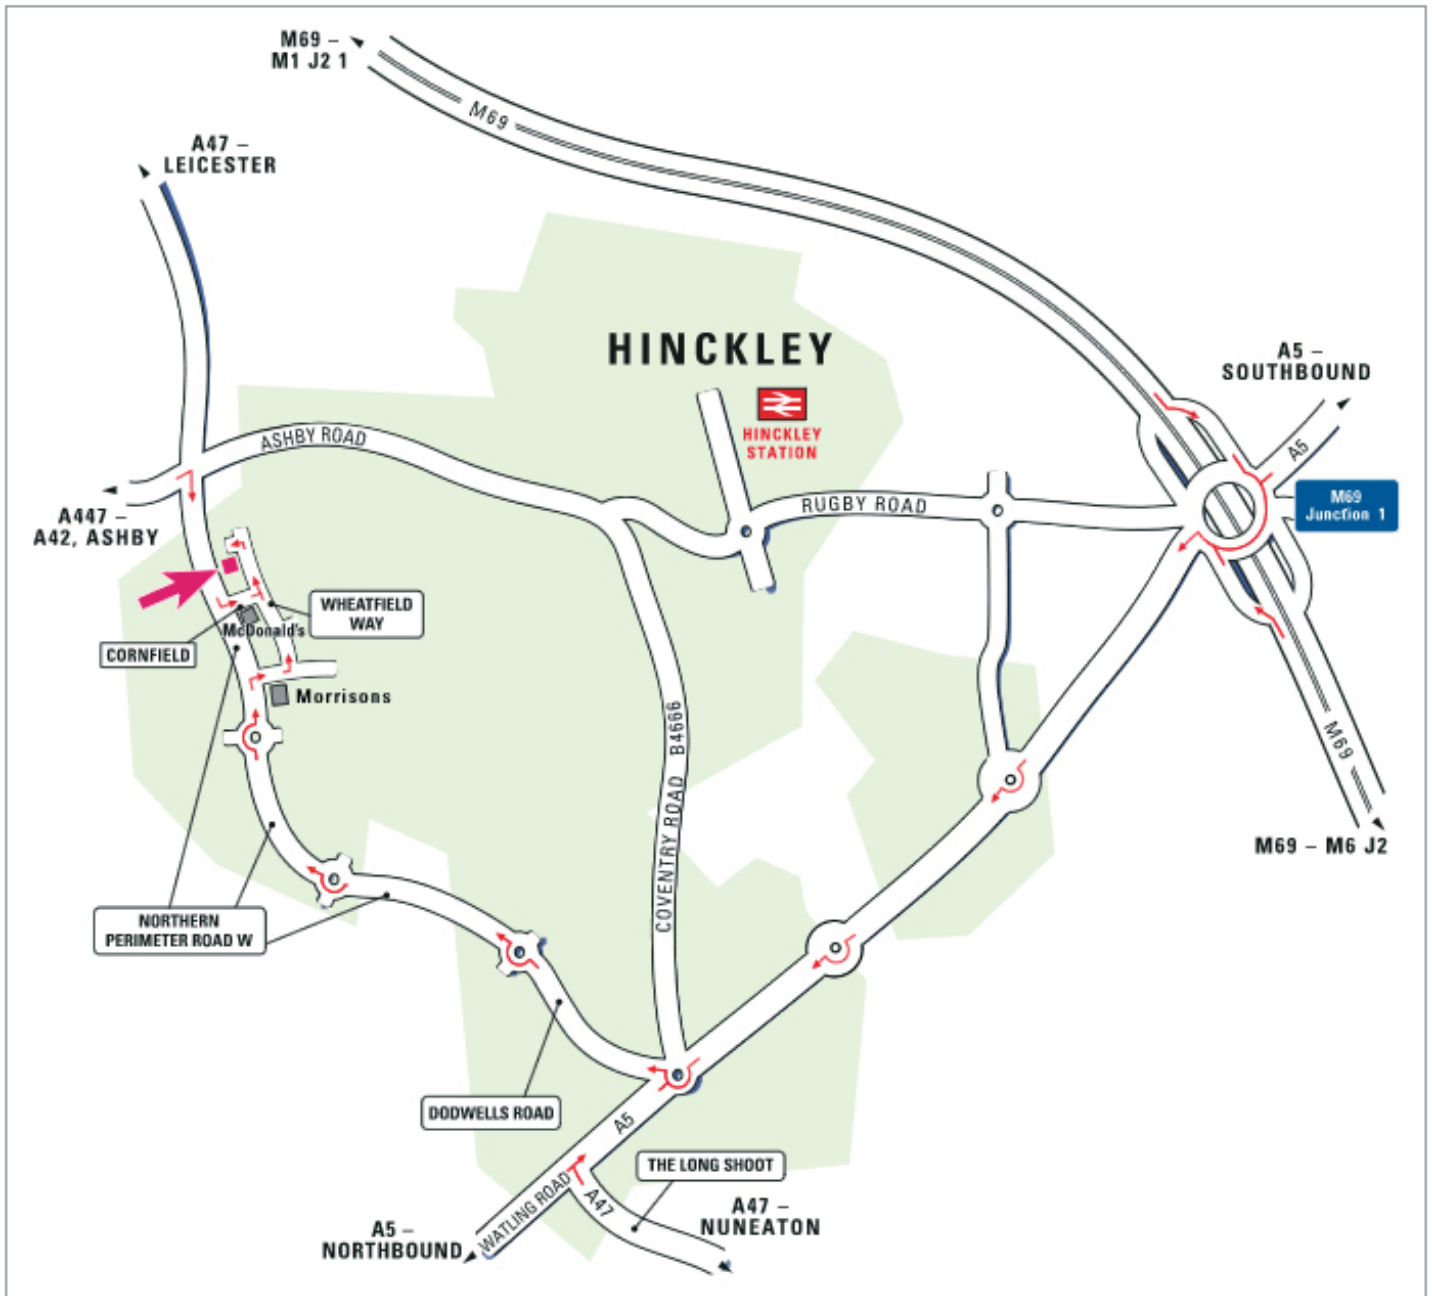 M69 –
M1 J2 1
M69
A47 –
LEICESTER
HINCKLEY
A5 –
SOUTHBOUND
HINCKLEY
STATION
ASHBY ROAD
A5
RUGBY ROAD
M69
Junction 1
A447 –
A42, ASHBY
WHEATFIELD
WAY
McDonald's
CORNFIELD
Morrisons
COVENTRY ROAD B4666
M69
M69 – M6 J2
NORTHERN
PERIMETER ROAD W
DODWELLS ROAD
A5
THE LONG SHOOT
WATLING ROAD
A47
A47 –
NUNEATON
A5 –
NORTHBOUND